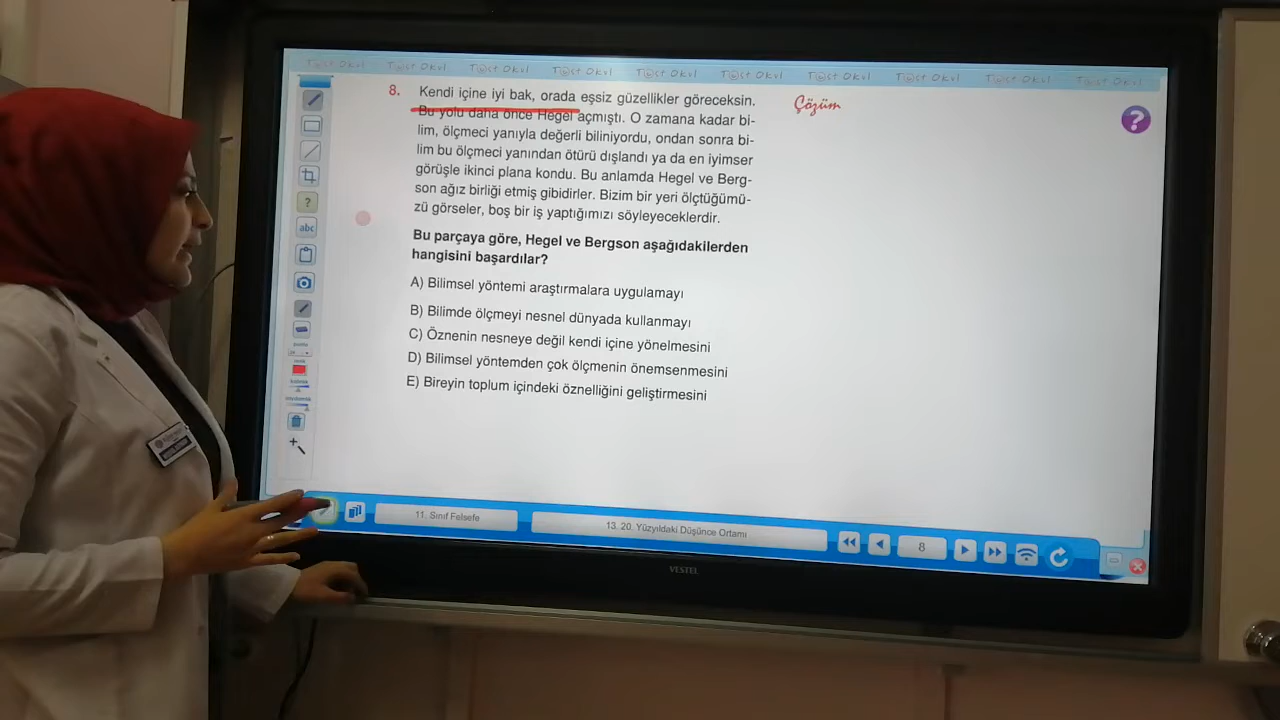 Test Okul Test Okul Test Okul Test Okul Test Okul Test Okul Test Okul Test Okul Test Okul Test Okul
8. Kendi içine iyi bak, orada eşsiz güzellikler göreceksin.
Bu yolu daha önce Hegel açmıştı. O zamana kadar bi-
lim, ölçmeci yanıyla değerli biliniyordu, ondan sonra bi-
lim bu ölçmeci yanından ötürü dışlandı ya da en iyimser
görüşle ikinci plana kondu. Bu anlamda Hegel ve Berg-
son ağız birliği etmiş gibidirler. Bizim bir yeri ölçtüğümü-
zü görseler, boş bir iş yaptığımızı söyleyeceklerdir.
Çözüm
?
Bu parçaya göre, Hegel ve Bergson aşağıdakilerden
hangisini başardılar?
A) Bilimsel yöntemi araştırmalara uygulamayı
B) Bilimde ölçmeyi nesnel dünyada kullanmayı
C) Öznenin nesneye değil kendi içine yönelmesini
D) Bilimsel yöntemden çok ölçmenin önemsenmesini
E) Bireyin toplum içindeki öznelliğini geliştirmesini
?
abc
11. Sınıf Felsefe
13. 20. Yüzyıldaki Düşünce Ortamı
8
VESTEL